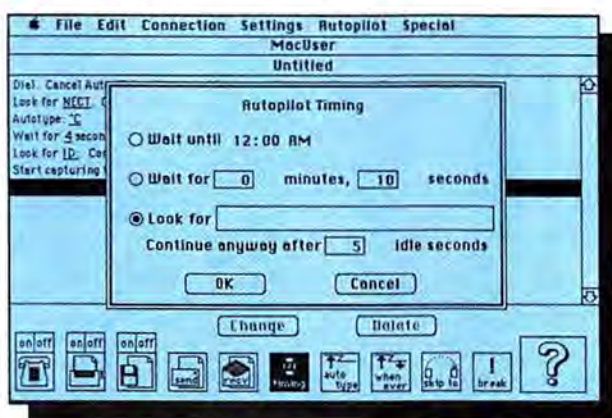 File Edit Connection Settings Autopilot Special
MacUser
Untitled
Dial. Cancel Aut
Look for NECT. C
Autotype: ^C
Wait for 4 secon
Look for ID: Con
Start capturing
Autopilot Timing
Wait until 12:00 AM
Wait for 0 minutes, 10 seconds
Look for
Continue anyway after 5 idle seconds
OK Cancel
Change Delete
on off on off on off
send recv timing auto type when ever skip to ! break ?